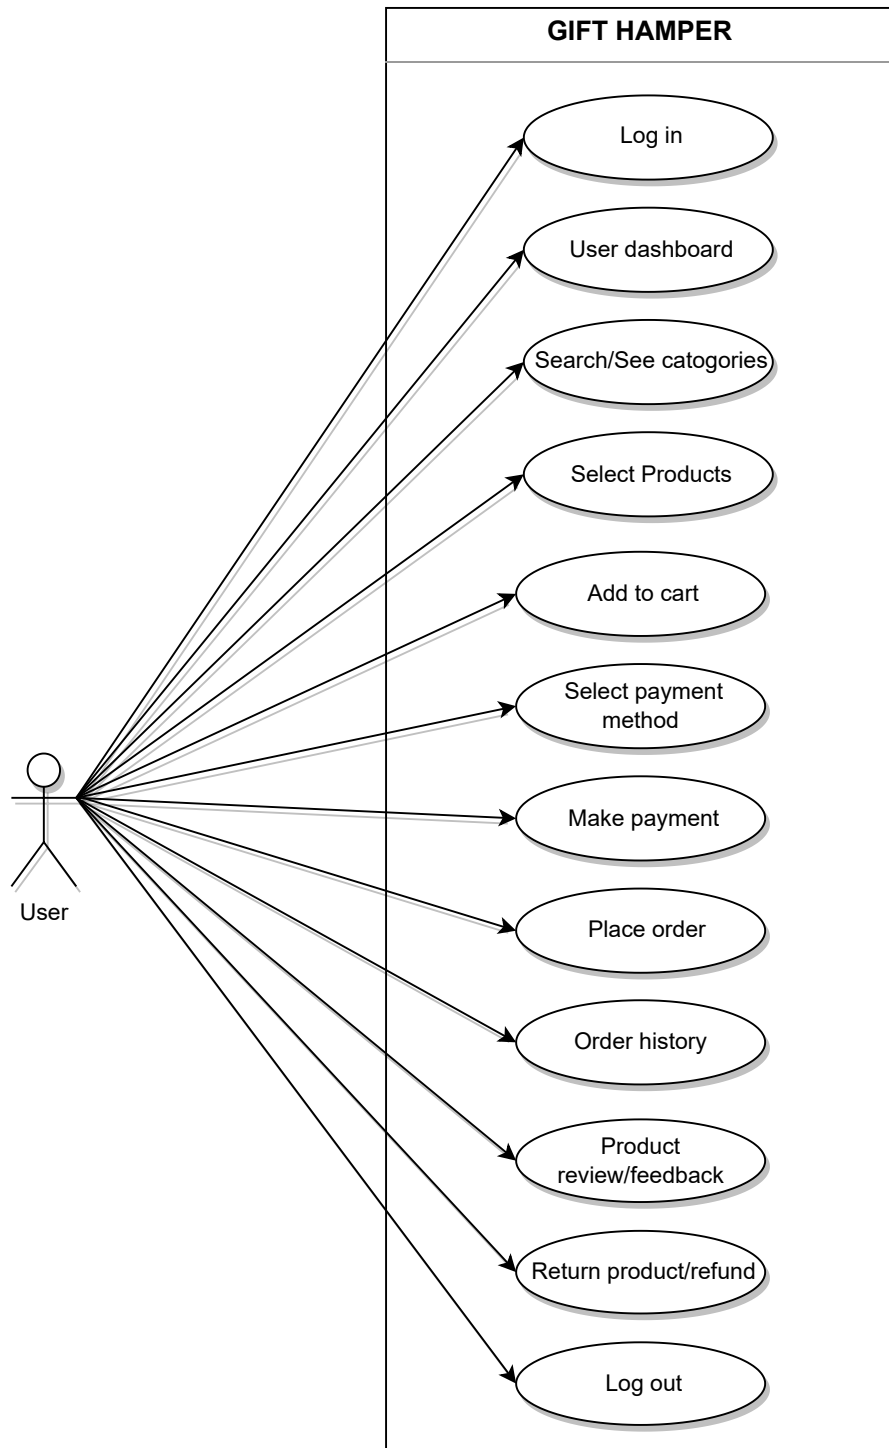 GIFT HAMPER
Log in
User dashboard
Search/See catogories
Select Products
Add to cart
Select payment
method
Make payment
User
Place order
Order history
Product
review/feedback
Return product/refund
Log out